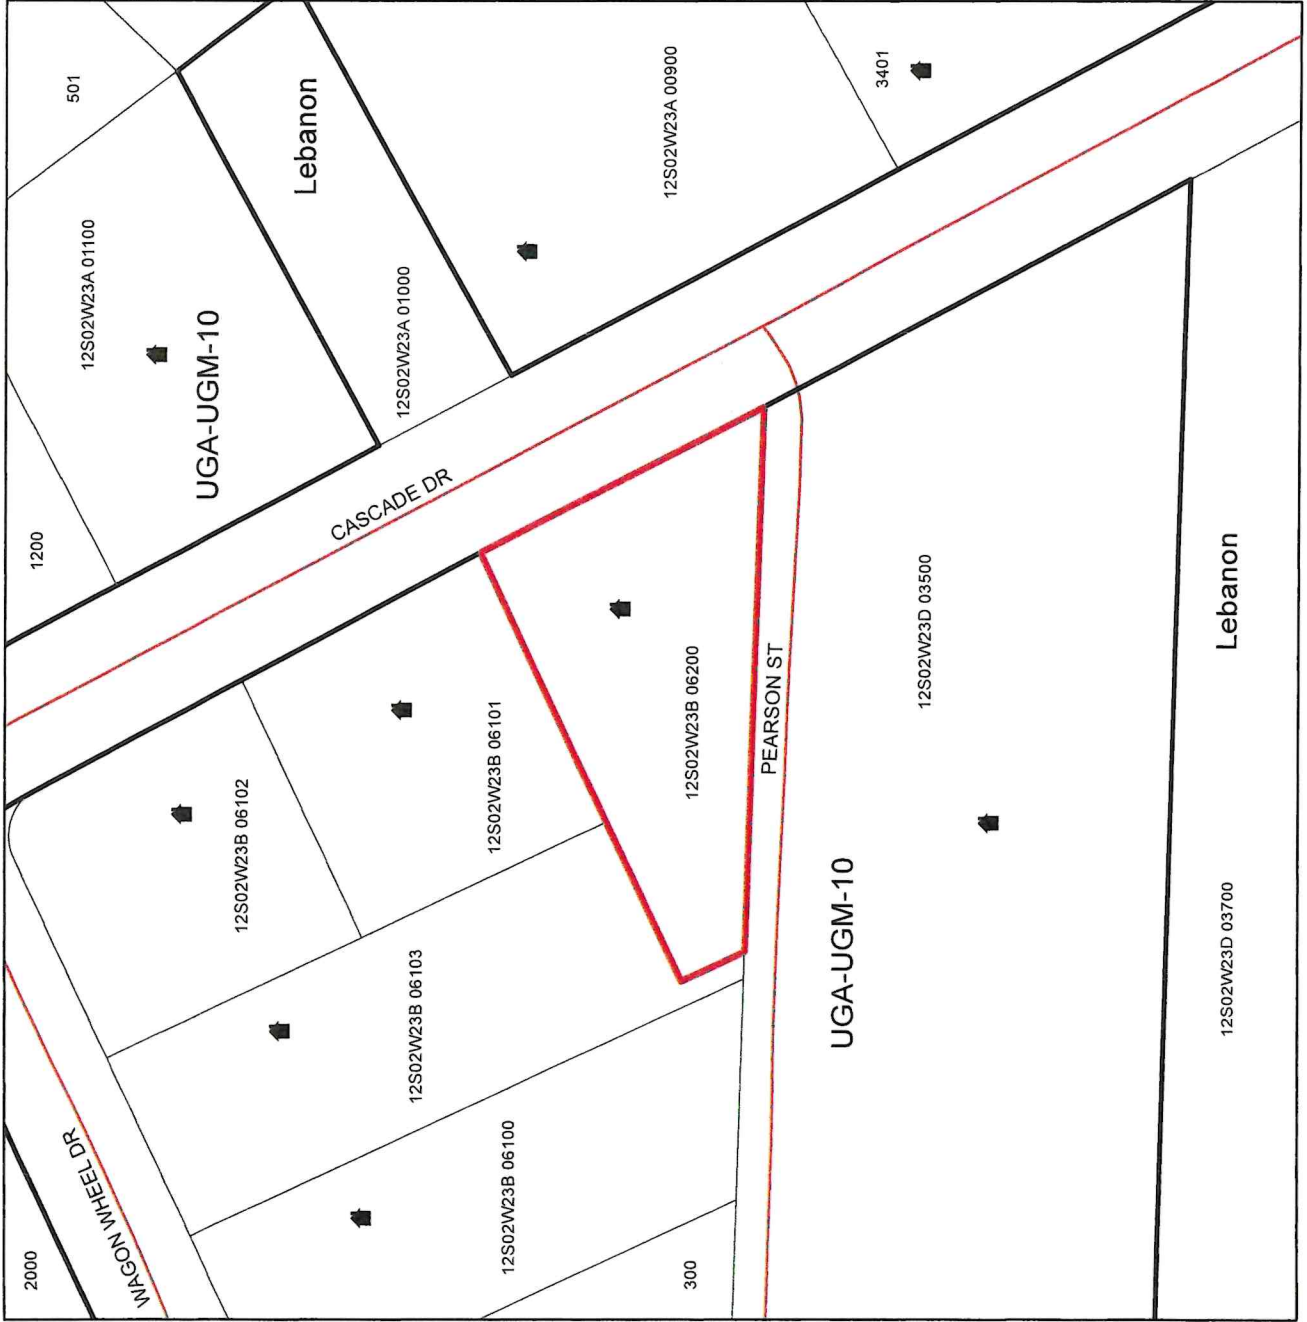 2000
WAGON WHEEL DR
12S02W23B 06102
12S02W23B 06103
12S02W23B 06100
300
12S02W23B 06101
12S02W23B 06200
PEARSON ST
CASCADE DR
1200
12S02W23A 01100
UGA-UGM-10
501
Lebanon
12S02W23A 01000
12S02W23A 00900
3401
12S02W23D 03500
UGA-UGM-10
Lebanon
12S02W23D 03700